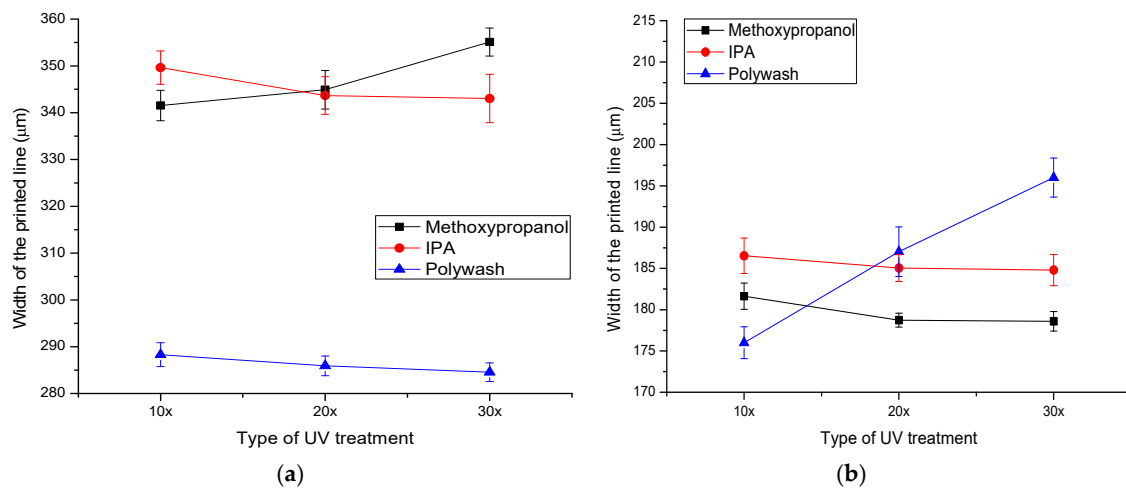 360
350
340
330
320
310
300
290
280
Width of the printed line (μm)
Methoxypropanol
IPA
Polywash
10x
20x
30x
Type of UV treatment
(a)
215
210
205
200
195
190
185
180
175
170
Width of the printed line (μm)
Methoxypropanol
IPA
Polywash
10x
20x
30x
Type of UV treatment
(b)